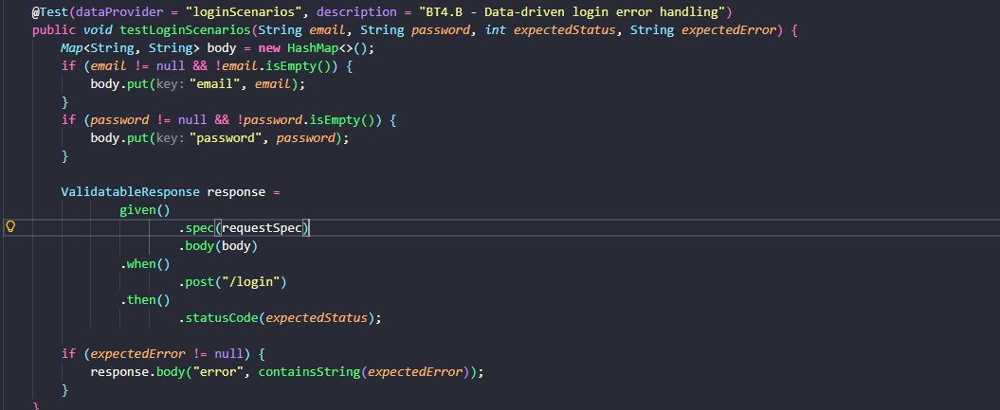 @Test(dataProvider = "loginScenarios", description = "BT4.B - Data-driven login error handling")
public void testLoginScenarios(String email, String password, int expectedStatus, String expectedError) {
Map<String, String> body = new HashMap<>();
if (email != null && !email.isEmpty()) {
body.put(key: "email", email);
}
if (password != null && !password.isEmpty()) {
body.put(key: "password", password);
}
ValidatableResponse response =
given()
.spec(requestSpec)
.body(body)
.when()
.post("/login")
.then()
.statusCode(expectedStatus);
if (expectedError != null) {
response.body("error", containsString(expectedError));
}
}